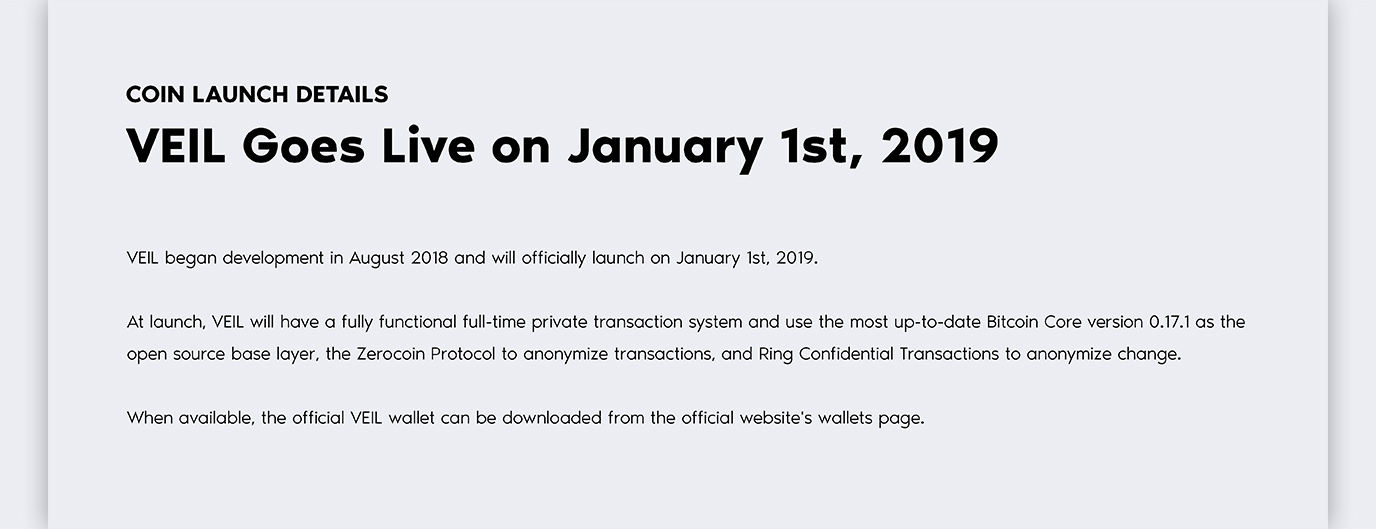 COIN LAUNCH DETAILS
VEIL Goes Live on January 1st, 2019
VEIL began development in August 2018 and will officially launch on January 1st, 2019.
At launch, VEIL will have a fully functional full-time private transaction system and use the most up-to-date Bitcoin Core version 0.17.1 as the
open source base layer, the Zerocoin Protocol to anonymize transactions, and Ring Confidential Transactions to anonymize change.
When available, the official VEIL wallet can be downloaded from the official website's wallets page.